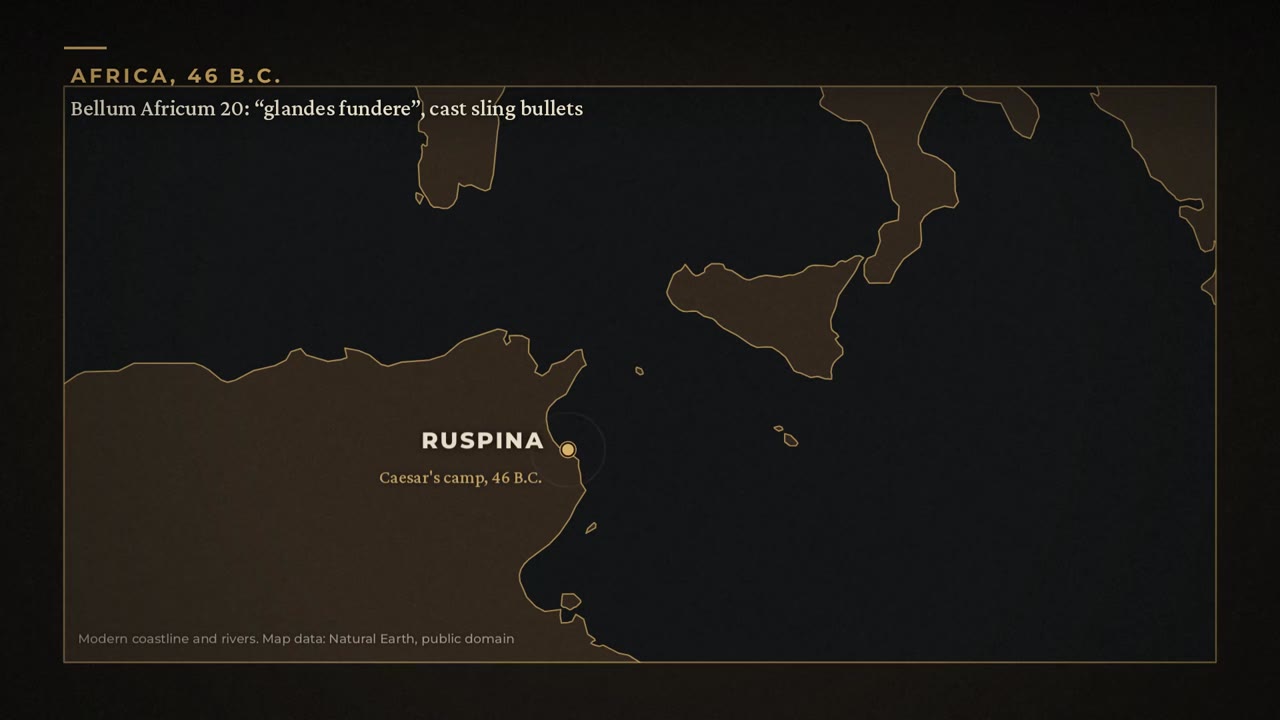 AFRICA, 46 B.C.
Bellum Africum 20: “glandes fundere”, cast sling bullets
RUSPINA
Caesar's camp, 46 B.C.
Modern coastline and rivers. Map data: Natural Earth, public domain